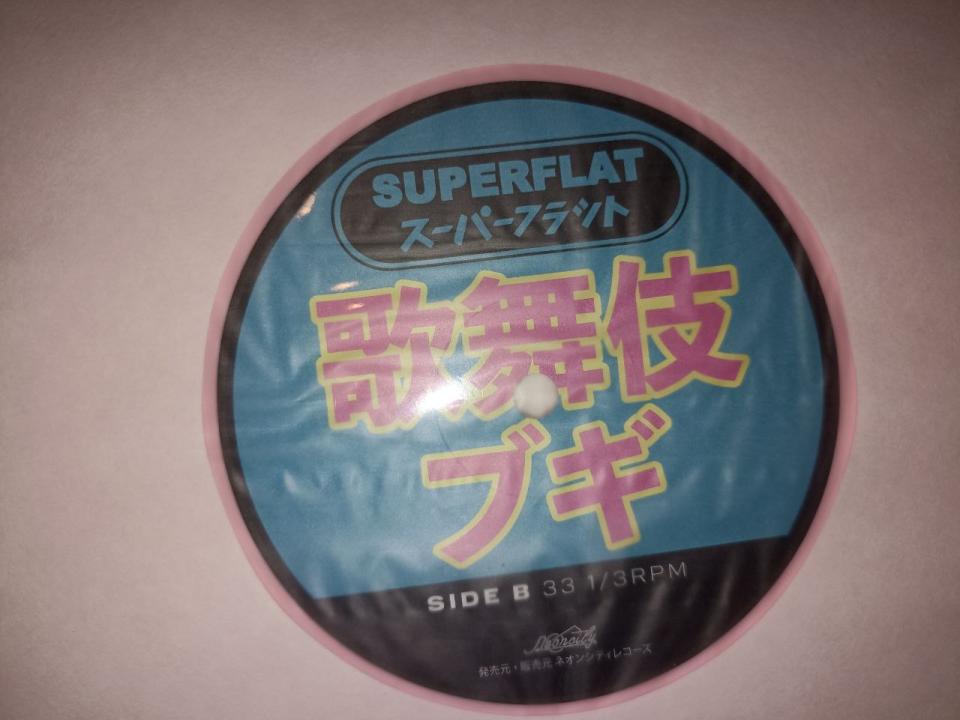 SUPERFLAT
スーパーフラット
歌舞伎
ブギ
SIDE B 33 1/3RPM
Neoncity
発売元・販売元 ネオンシティレコーズ